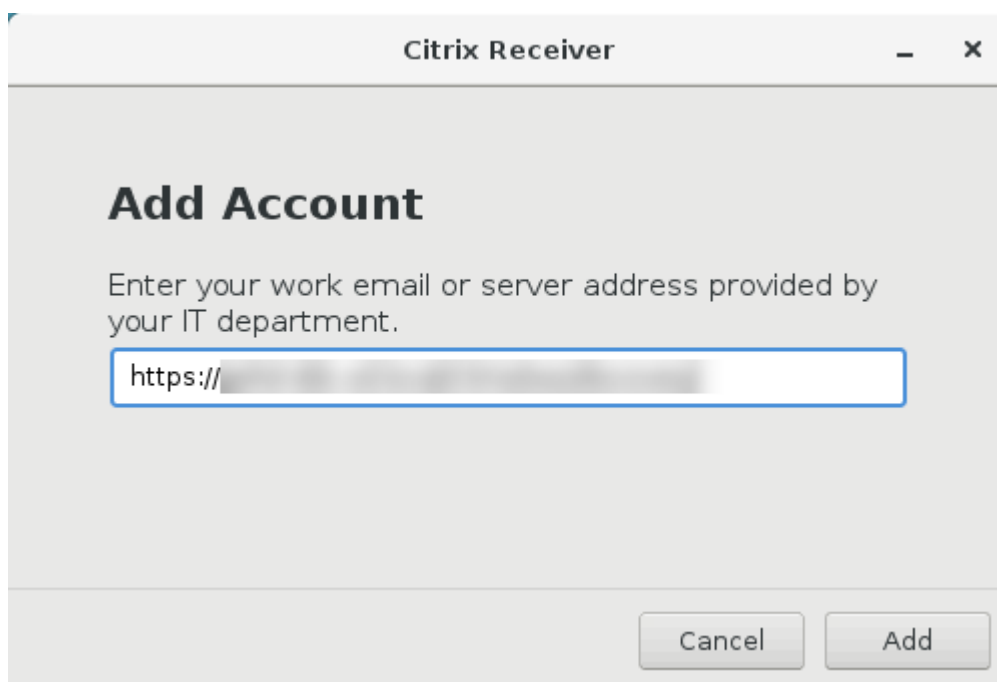 Citrix Receiver
Add Account
Enter your work email or server address provided by
your IT department.
https://
Cancel
Add